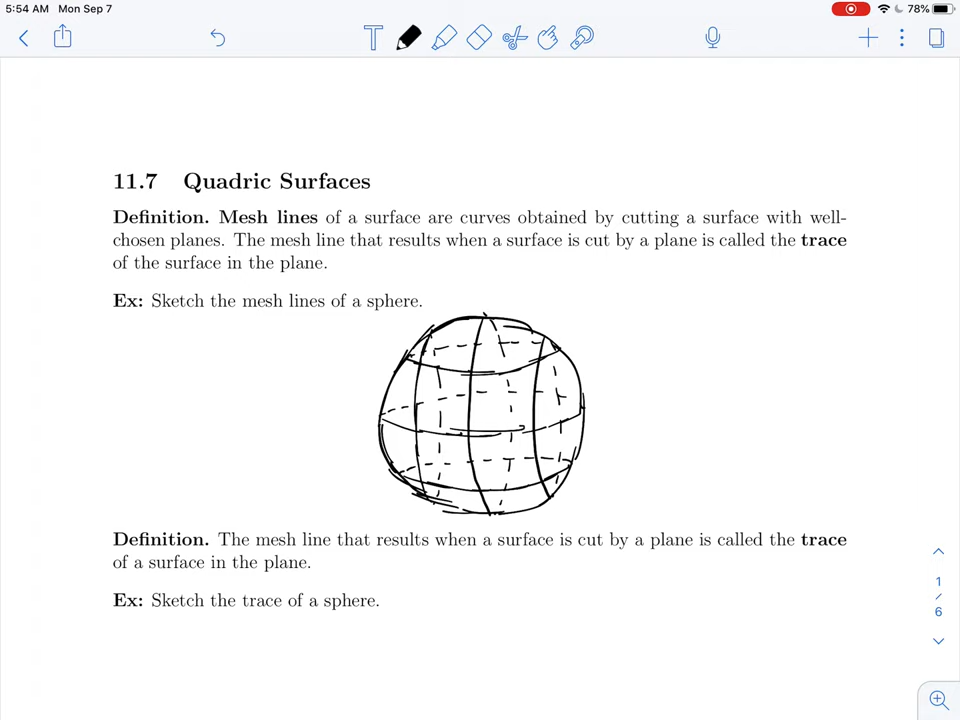 5:54 AM Mon Sep 7
78%
T
11.7 Quadric Surfaces
Definition. Mesh lines of a surface are curves obtained by cutting a surface with well-
chosen planes. The mesh line that results when a surface is cut by a plane is called the trace
of the surface in the plane.
Ex: Sketch the mesh lines of a sphere.
Definition. The mesh line that results when a surface is cut by a plane is called the trace
of a surface in the plane.
Ex: Sketch the trace of a sphere.
1
/
6